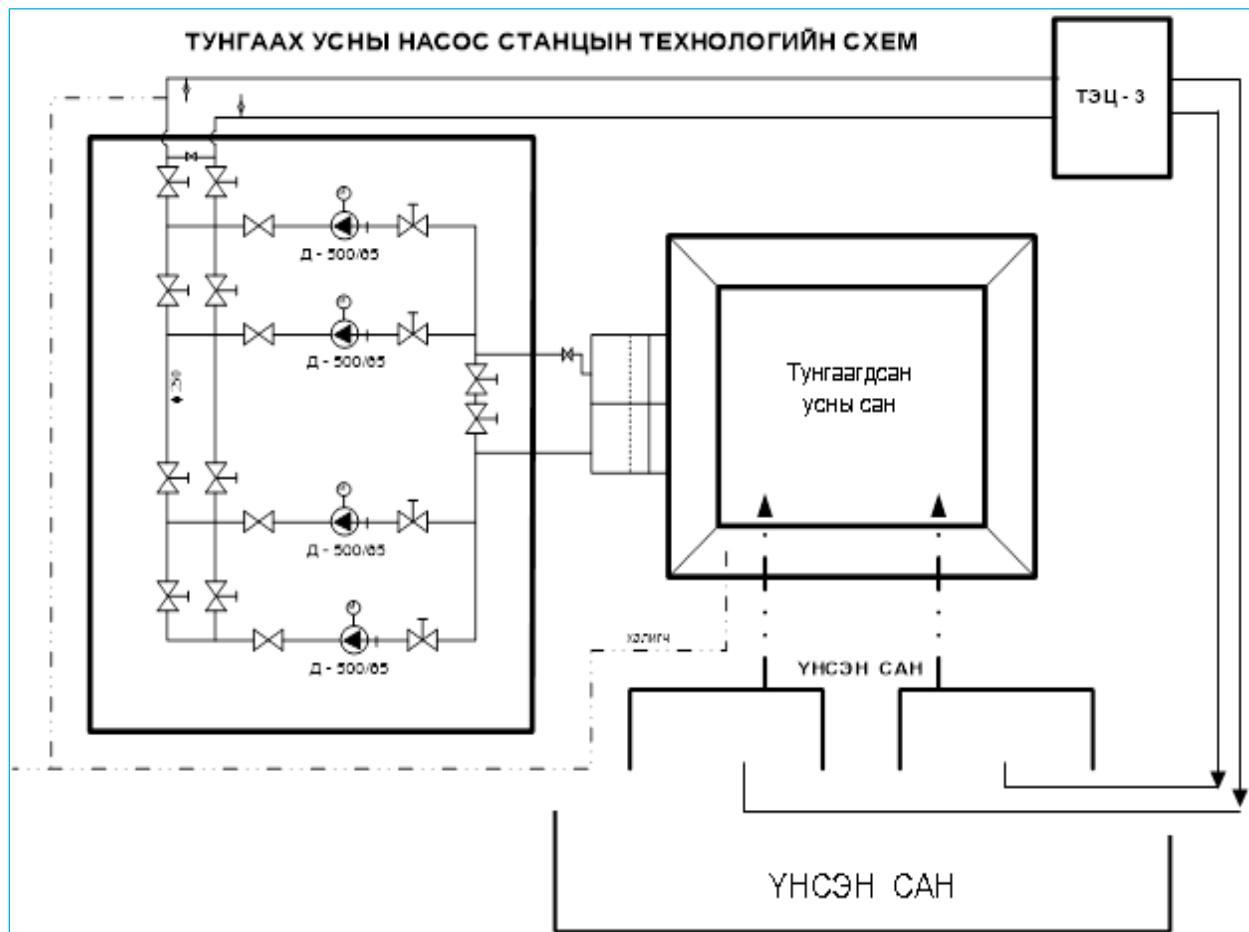 ТУНГААХ УСНЫ НАСОС СТАНЦЫН ТЕХНОЛОГИЙН СХЕМ
ТЭЦ - 3
Д - 500/65
Д - 500/65
Тунгаагдсан
усны сан
Д - 500/65
Д - 500/65
халигч
ҮНСЭН САН
ҮНСЭН САН